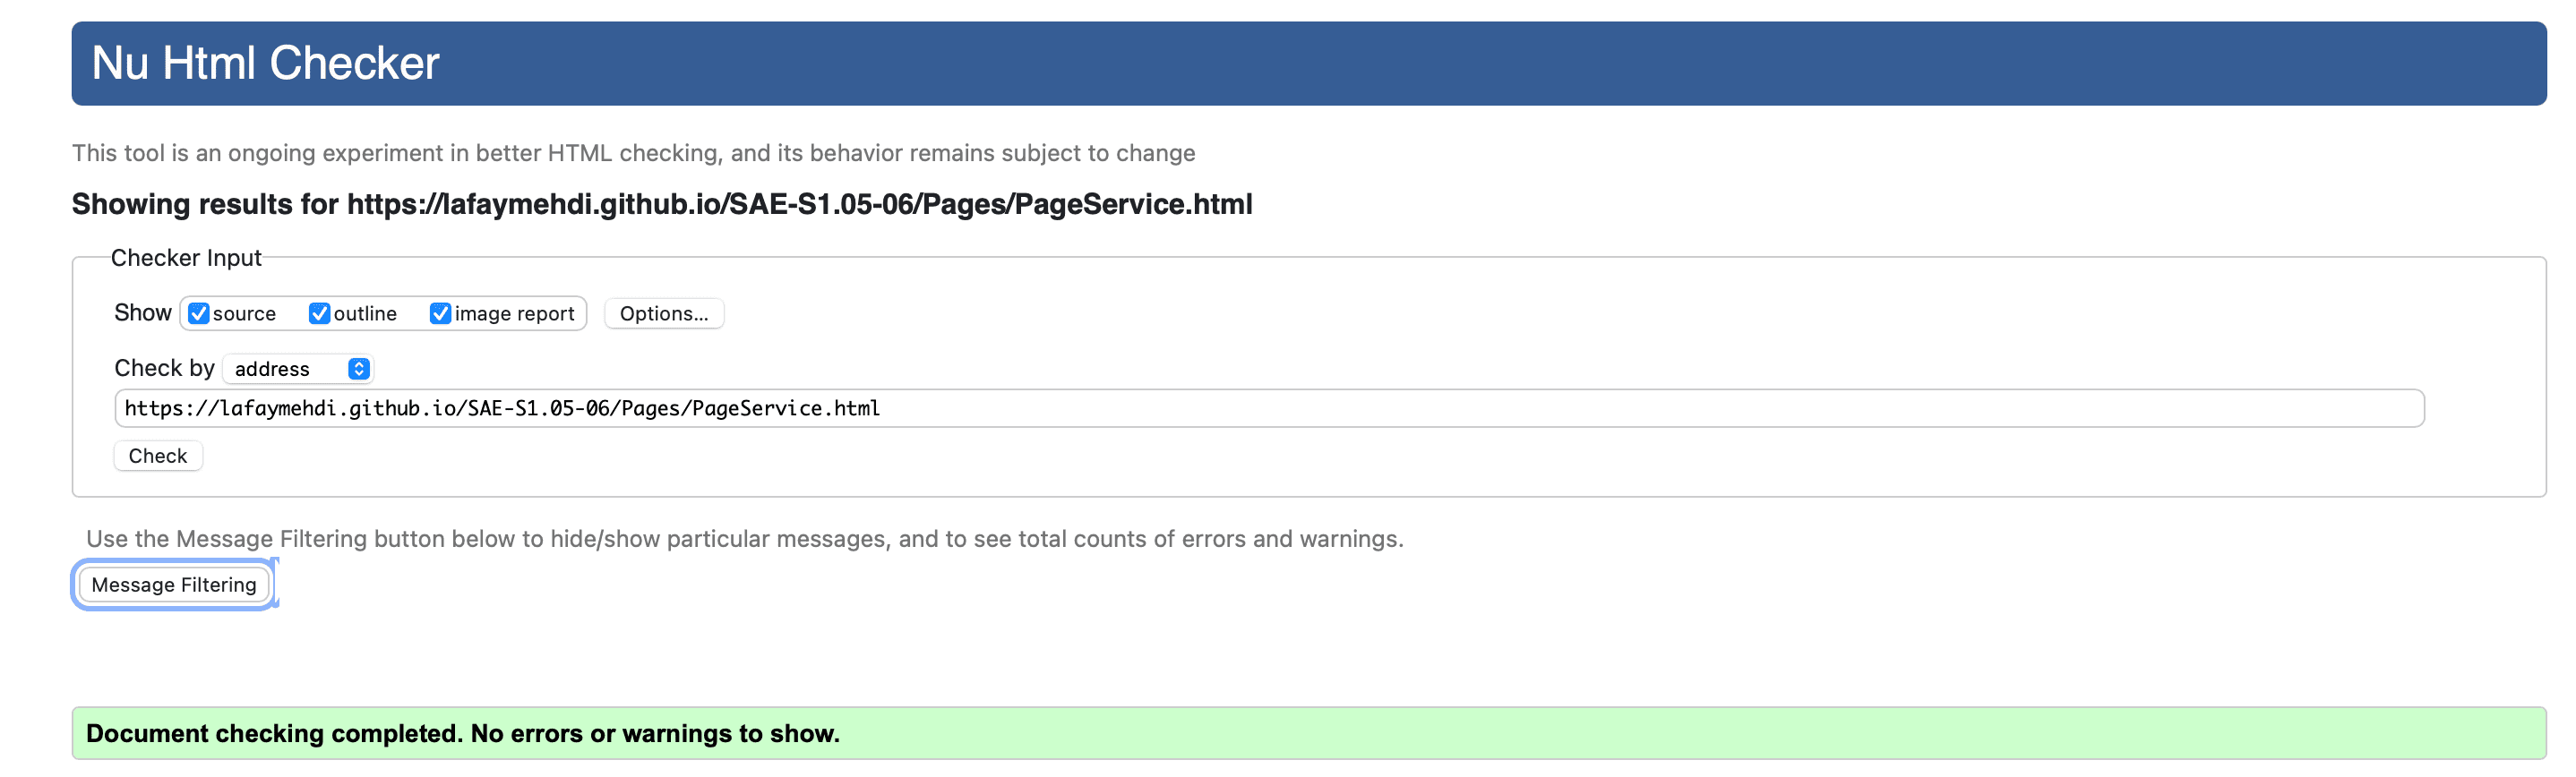 Nu Html Checker
This tool is an ongoing experiment in better HTML checking, and its behavior remains subject to change
Showing results for https://lafaymehdi.github.io/SAE-S1.05-06/Pages/PageService.html
Checker Input
Show source outline image report Options...
Check by address
https://lafaymehdi.github.io/SAE-S1.05-06/Pages/PageService.html
Check
Use the Message Filtering button below to hide/show particular messages, and to see total counts of errors and warnings.
Message Filtering
Document checking completed. No errors or warnings to show.